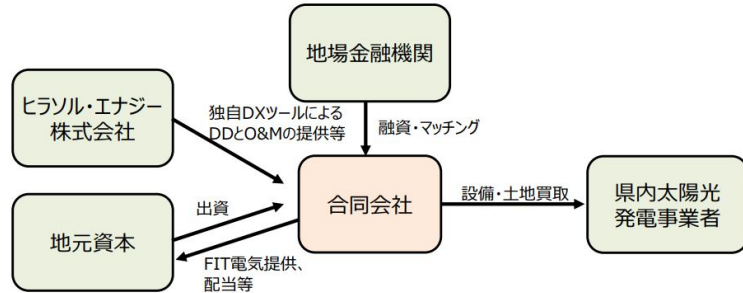 地場金融機関
ヒラソル・エナジー
株式会社
独自DXツールによる
DDとO&Mの提供等
融資・マッチング
合同会社
設備・土地買取
県内太陽光
発電事業者
地元資本
出資
FIT電気提供、
配当等